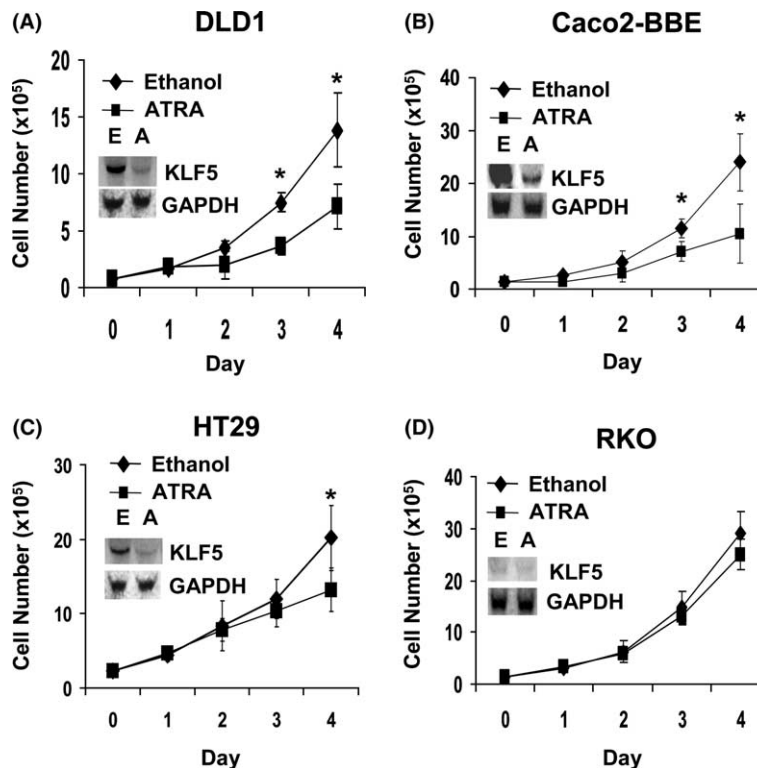 (A) DLD1
Cell Number (x10⁵)
20
15
10
5
0
Ethanol
ATRA
E A
KLF5
GAPDH
*
*
0 1 2 3 4
Day
(B) Caco2-BBE
Cell Number (x10⁵)
40
30
20
10
0
Ethanol
ATRA
E A
KLF5
GAPDH
*
*
0 1 2 3 4
Day
(C) HT29
Cell Number (x10⁵)
30
20
10
0
Ethanol
ATRA
E A
KLF5
GAPDH
*
0 1 2 3 4
Day
(D) RKO
Cell Number (x10⁵)
40
30
20
10
0
Ethanol
ATRA
E A
KLF5
GAPDH
0 1 2 3 4
Day